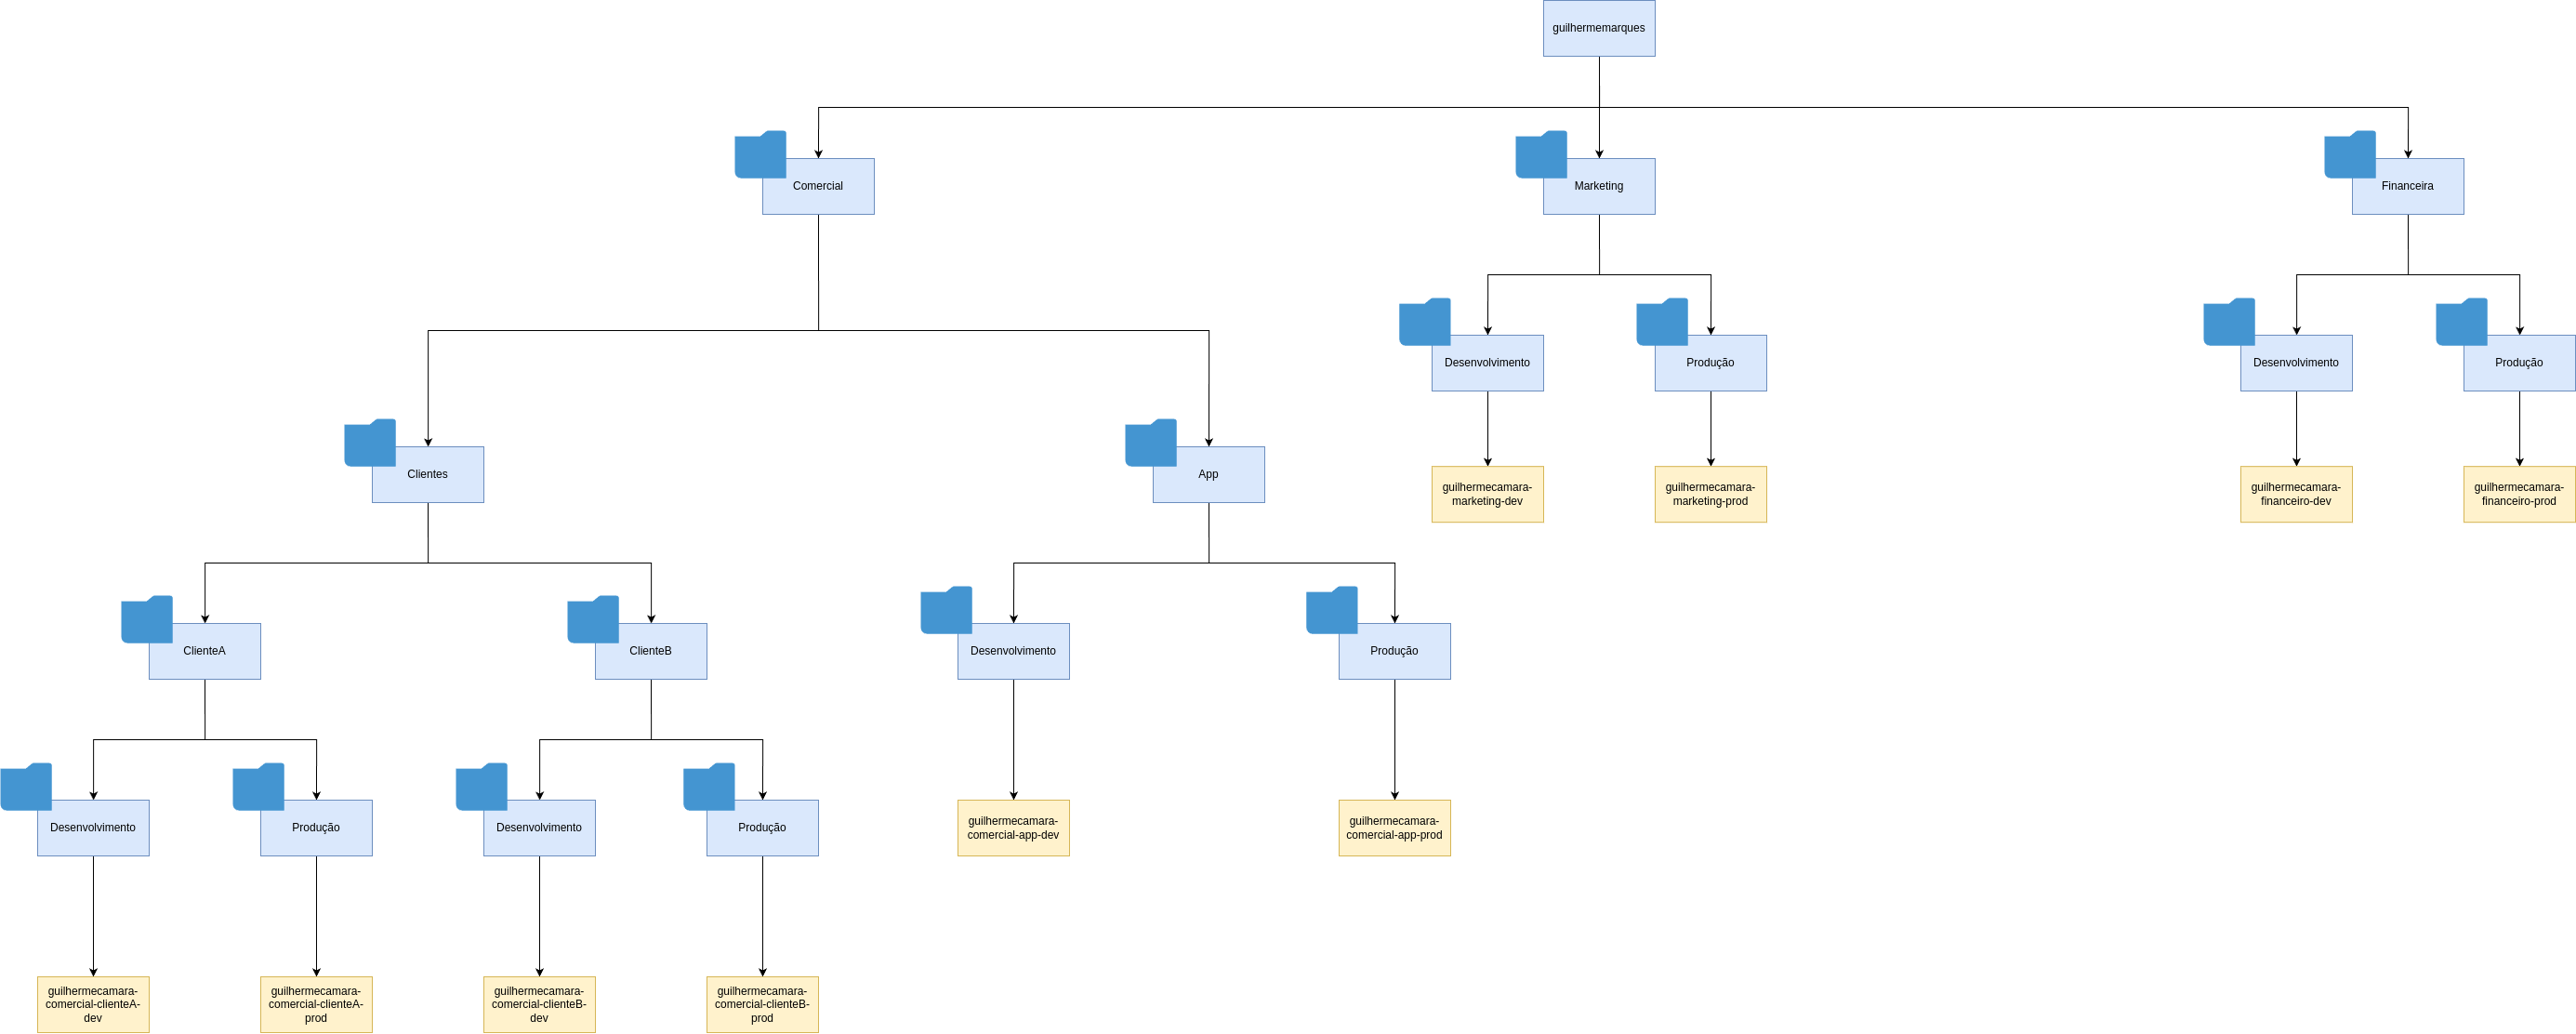 guilhermemarques
Comercial
Marketing
Financeira
Desenvolvimento
Produção
Desenvolvimento
Produção
Clientes
App
guilhermecamara-
marketing-dev
guilhermecamara-
marketing-prod
guilhermecamara-
financeiro-dev
guilhermecamara-
financeiro-prod
ClienteA
ClienteB
Desenvolvimento
Produção
Desenvolvimento
Produção
Desenvolvimento
Produção
guilhermecamara-
comercial-app-dev
guilhermecamara-
comercial-app-prod
guilhermecamara-
comercial-clienteA-
dev
guilhermecamara-
comercial-clienteA-
prod
guilhermecamara-
comercial-clienteB-
dev
guilhermecamara-
comercial-clienteB-
prod